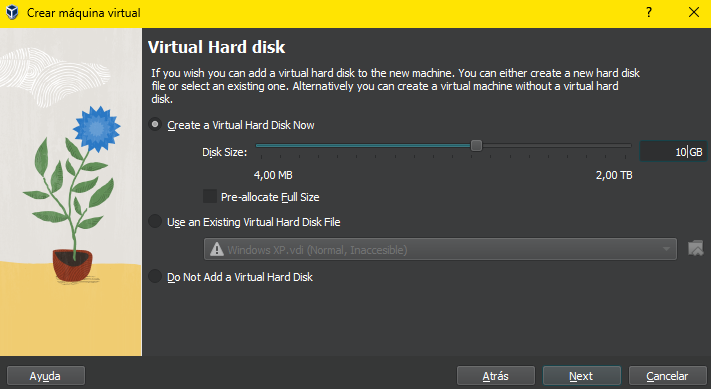 Crear máquina virtual
?
Virtual Hard disk
If you wish you can add a virtual hard disk to the new machine. You can either create a new hard disk
file or select an existing one. Alternatively you can create a virtual machine without a virtual hard
disk.
Create a Virtual Hard Disk Now
Disk Size:
10 GB
4,00 MB
2,00 TB
Pre-allocate Full Size
Use an Existing Virtual Hard Disk File
Windows XP.vdi (Normal, Inaccesible)
Do Not Add a Virtual Hard Disk
Ayuda
Atrás
Next
Cancelar